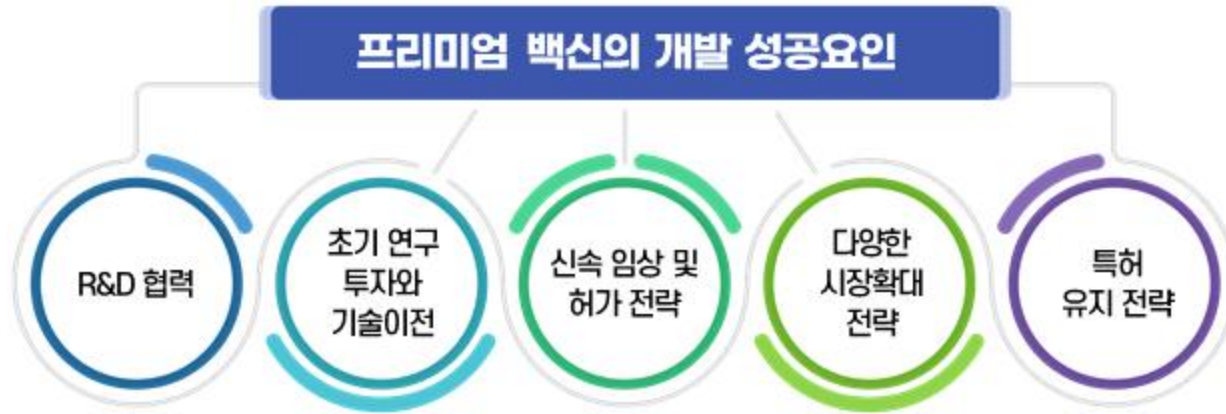 프리미엄 백신의 개발 성공요인
R&D 협력
초기 연구
투자와
기술이전
신속 임상 및
허가 전략
다양한
시장확대
전략
특허
유지 전략